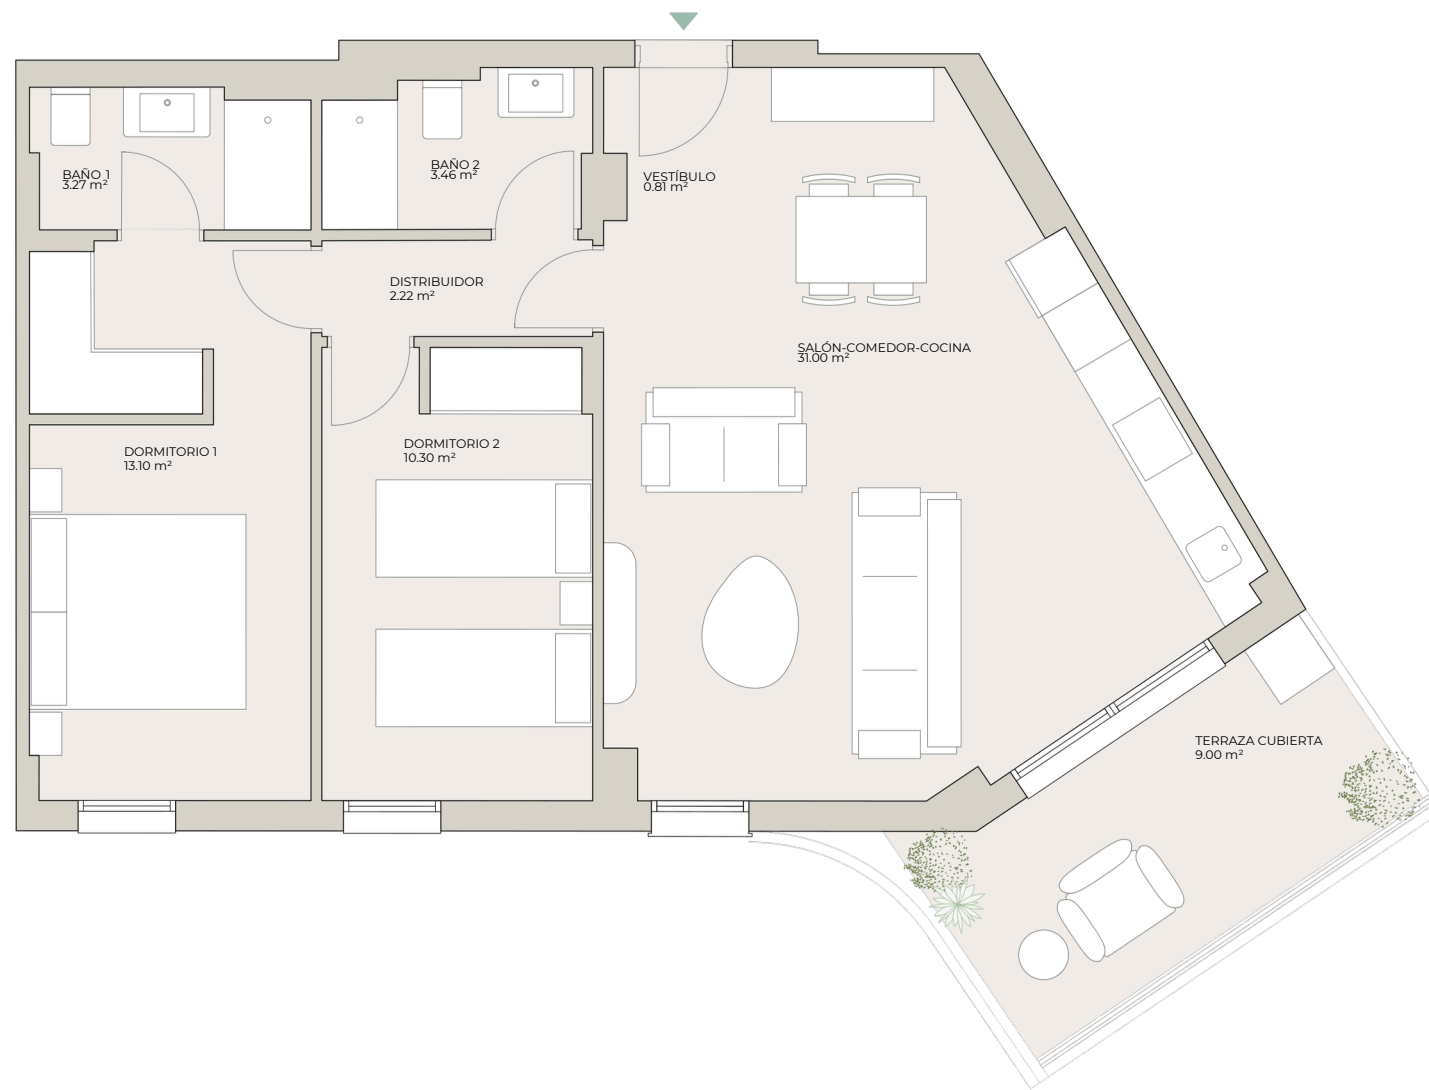 BAÑO 1
3.27 m²
BAÑO 2
3.46 m²
VESTÍBULO
0.81 m²
DISTRIBUIDOR
2.22 m²
SALÓN-COMEDOR-COCINA
31.00 m²
DORMITORIO 1
13.10 m²
DORMITORIO 2
10.30 m²
TERRAZA CUBIERTA
9.00 m²